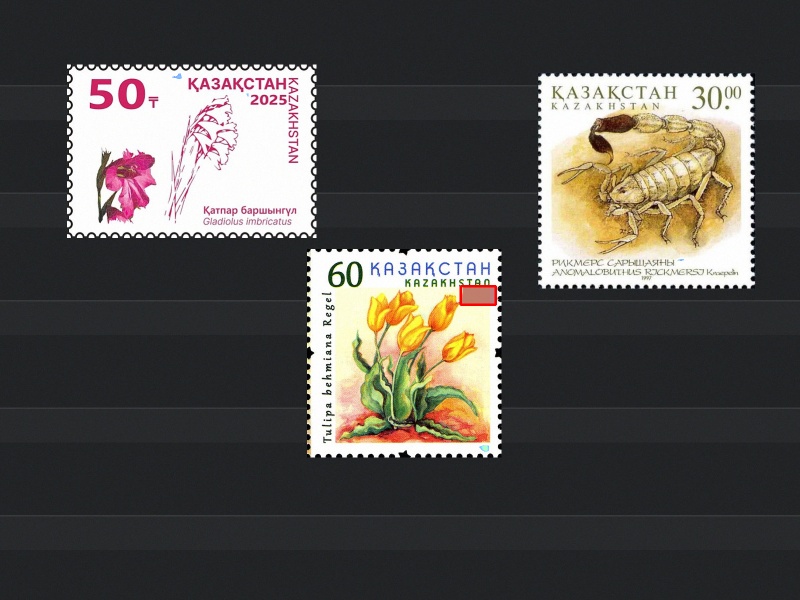 50₸
ҚАЗАҚСТАН
2025
KAZAKHSTAN
Қатпар баршынгүл
Gladiolus imbricatus
ҚАЗАҚСТАН
KAZAKHSTAN
30.00
РИКМЕРС САРЫШАЯНЫ
ANOMALOBUTHUS RICKMERSI Kraepelin
1997
60
ҚАЗАҚСТАН
KAZAKHSTAN
Tulipa behmiana Regel